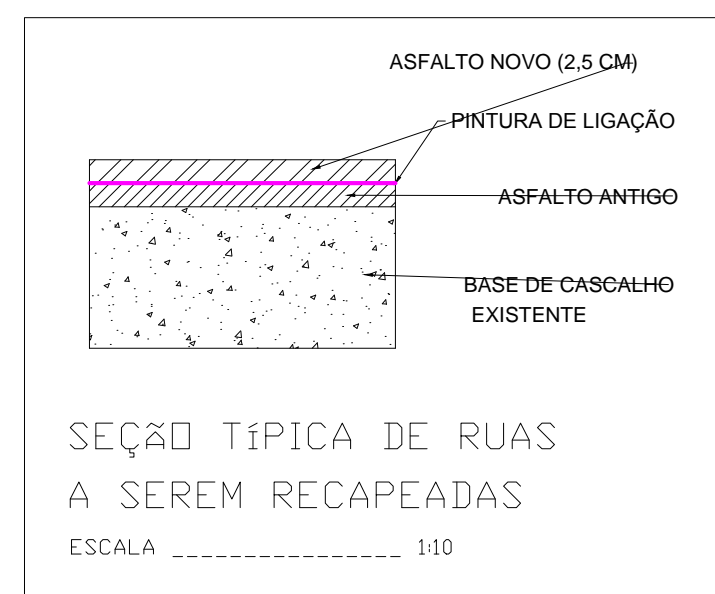 ASFALTO NOVO (2,5 CM)
PINTURA DE LIGAÇÃO
ASFALTO ANTIGO
BASE DE CASCALHO
EXISTENTE
SEÇÃO TíPICA DE RUAS
A SEREM RECAPEADAS
ESCALA ________________ 1:10